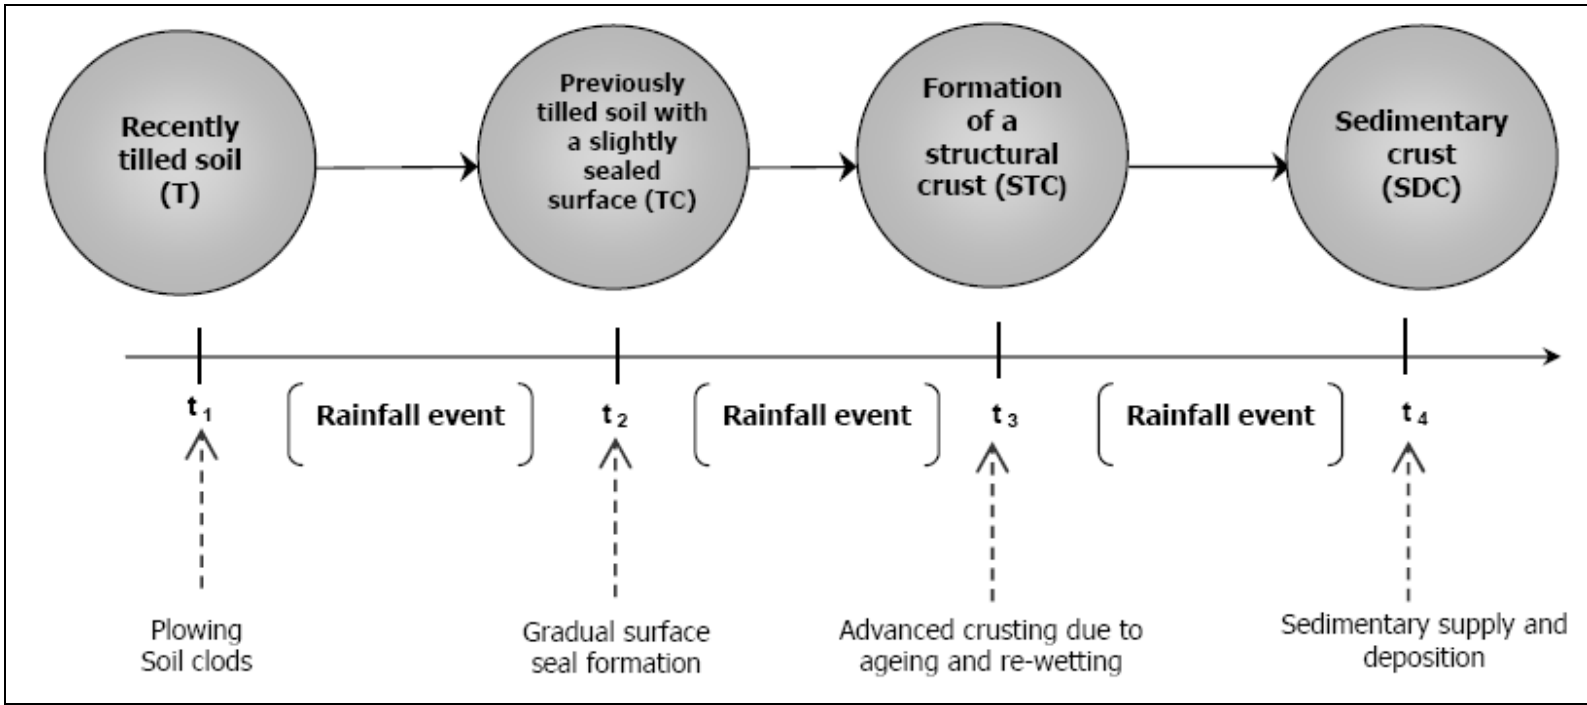 Recently
tilled soil
(T)
Previously
tilled soil with
a slightly
sealed
surface (TC)
Formation
of a
structural
crust (STC)
Sedimentary
crust
(SDC)
t1
Rainfall event
t2
Rainfall event
t3
Rainfall event
t4
Plowing
Soil clods
Gradual surface
seal formation
Advanced crusting due to
ageing and re-wetting
Sedimentary supply and
deposition